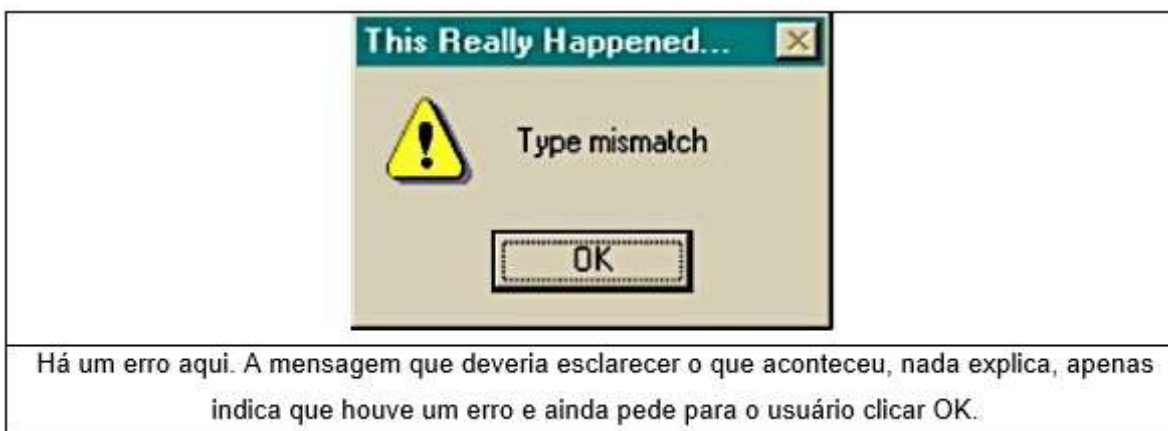 This Really Happened...
Type mismatch
OK
Há um erro aqui. A mensagem que deveria esclarecer o que aconteceu, nada explica, apenas
indica que houve um erro e ainda pede para o usuário clicar OK.